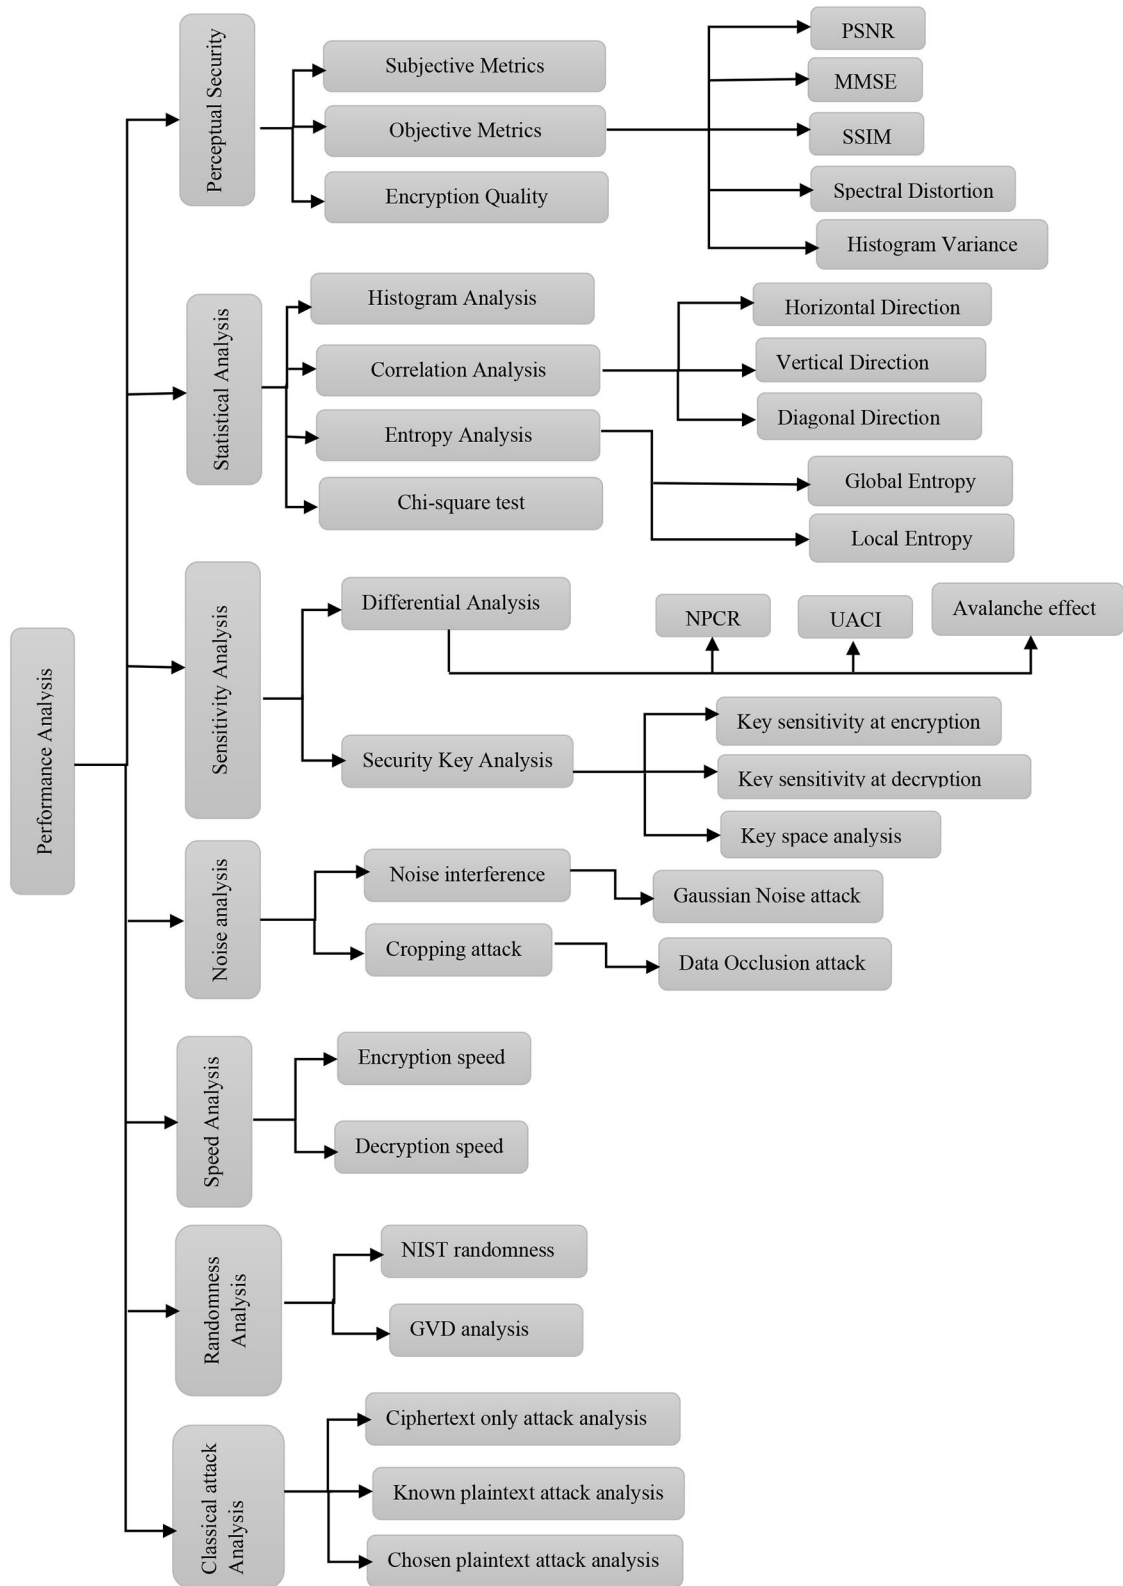 Performance Analysis
Perceptual Security
Subjective Metrics
Objective Metrics
Encryption Quality
PSNR
MMSE
SSIM
Spectral Distortion
Histogram Variance
Statistical Analysis
Histogram Analysis
Correlation Analysis
Entropy Analysis
Chi-square test
Horizontal Direction
Vertical Direction
Diagonal Direction
Global Entropy
Local Entropy
Sensitivity Analysis
Differential Analysis
NPCR
UACI
Avalanche effect
Security Key Analysis
Key sensitivity at encryption
Key sensitivity at decryption
Key space analysis
Noise analysis
Noise interference
Gaussian Noise attack
Cropping attack
Data Occlusion attack
Speed Analysis
Encryption speed
Decryption speed
Randomness
Analysis
NIST randomness
GVD analysis
Classical attack
Analysis
Ciphertext only attack analysis
Known plaintext attack analysis
Chosen plaintext attack analysis